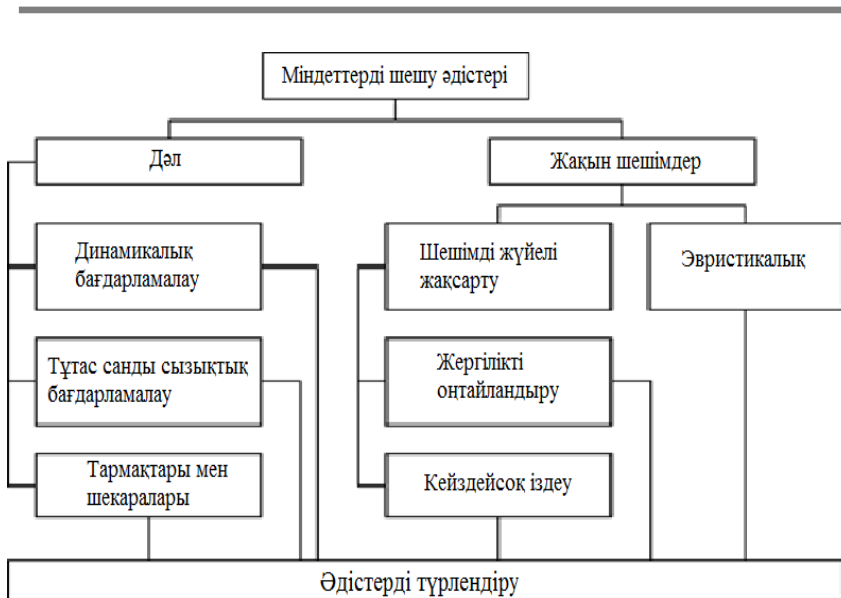 Міндеттерді шешу әдістері
Дәл
Жақын шешімдер
Динамикалық
бағдарламалау
Шешімді жүйелі
жақсарту
Эвристикалық
Тұтас санды сызықтық
бағдарламалау
Жергілікті
оңтайландыру
Тармақтары мен
шекаралары
Кейздейсоқ іздеу
Әдістерді түрлендіру